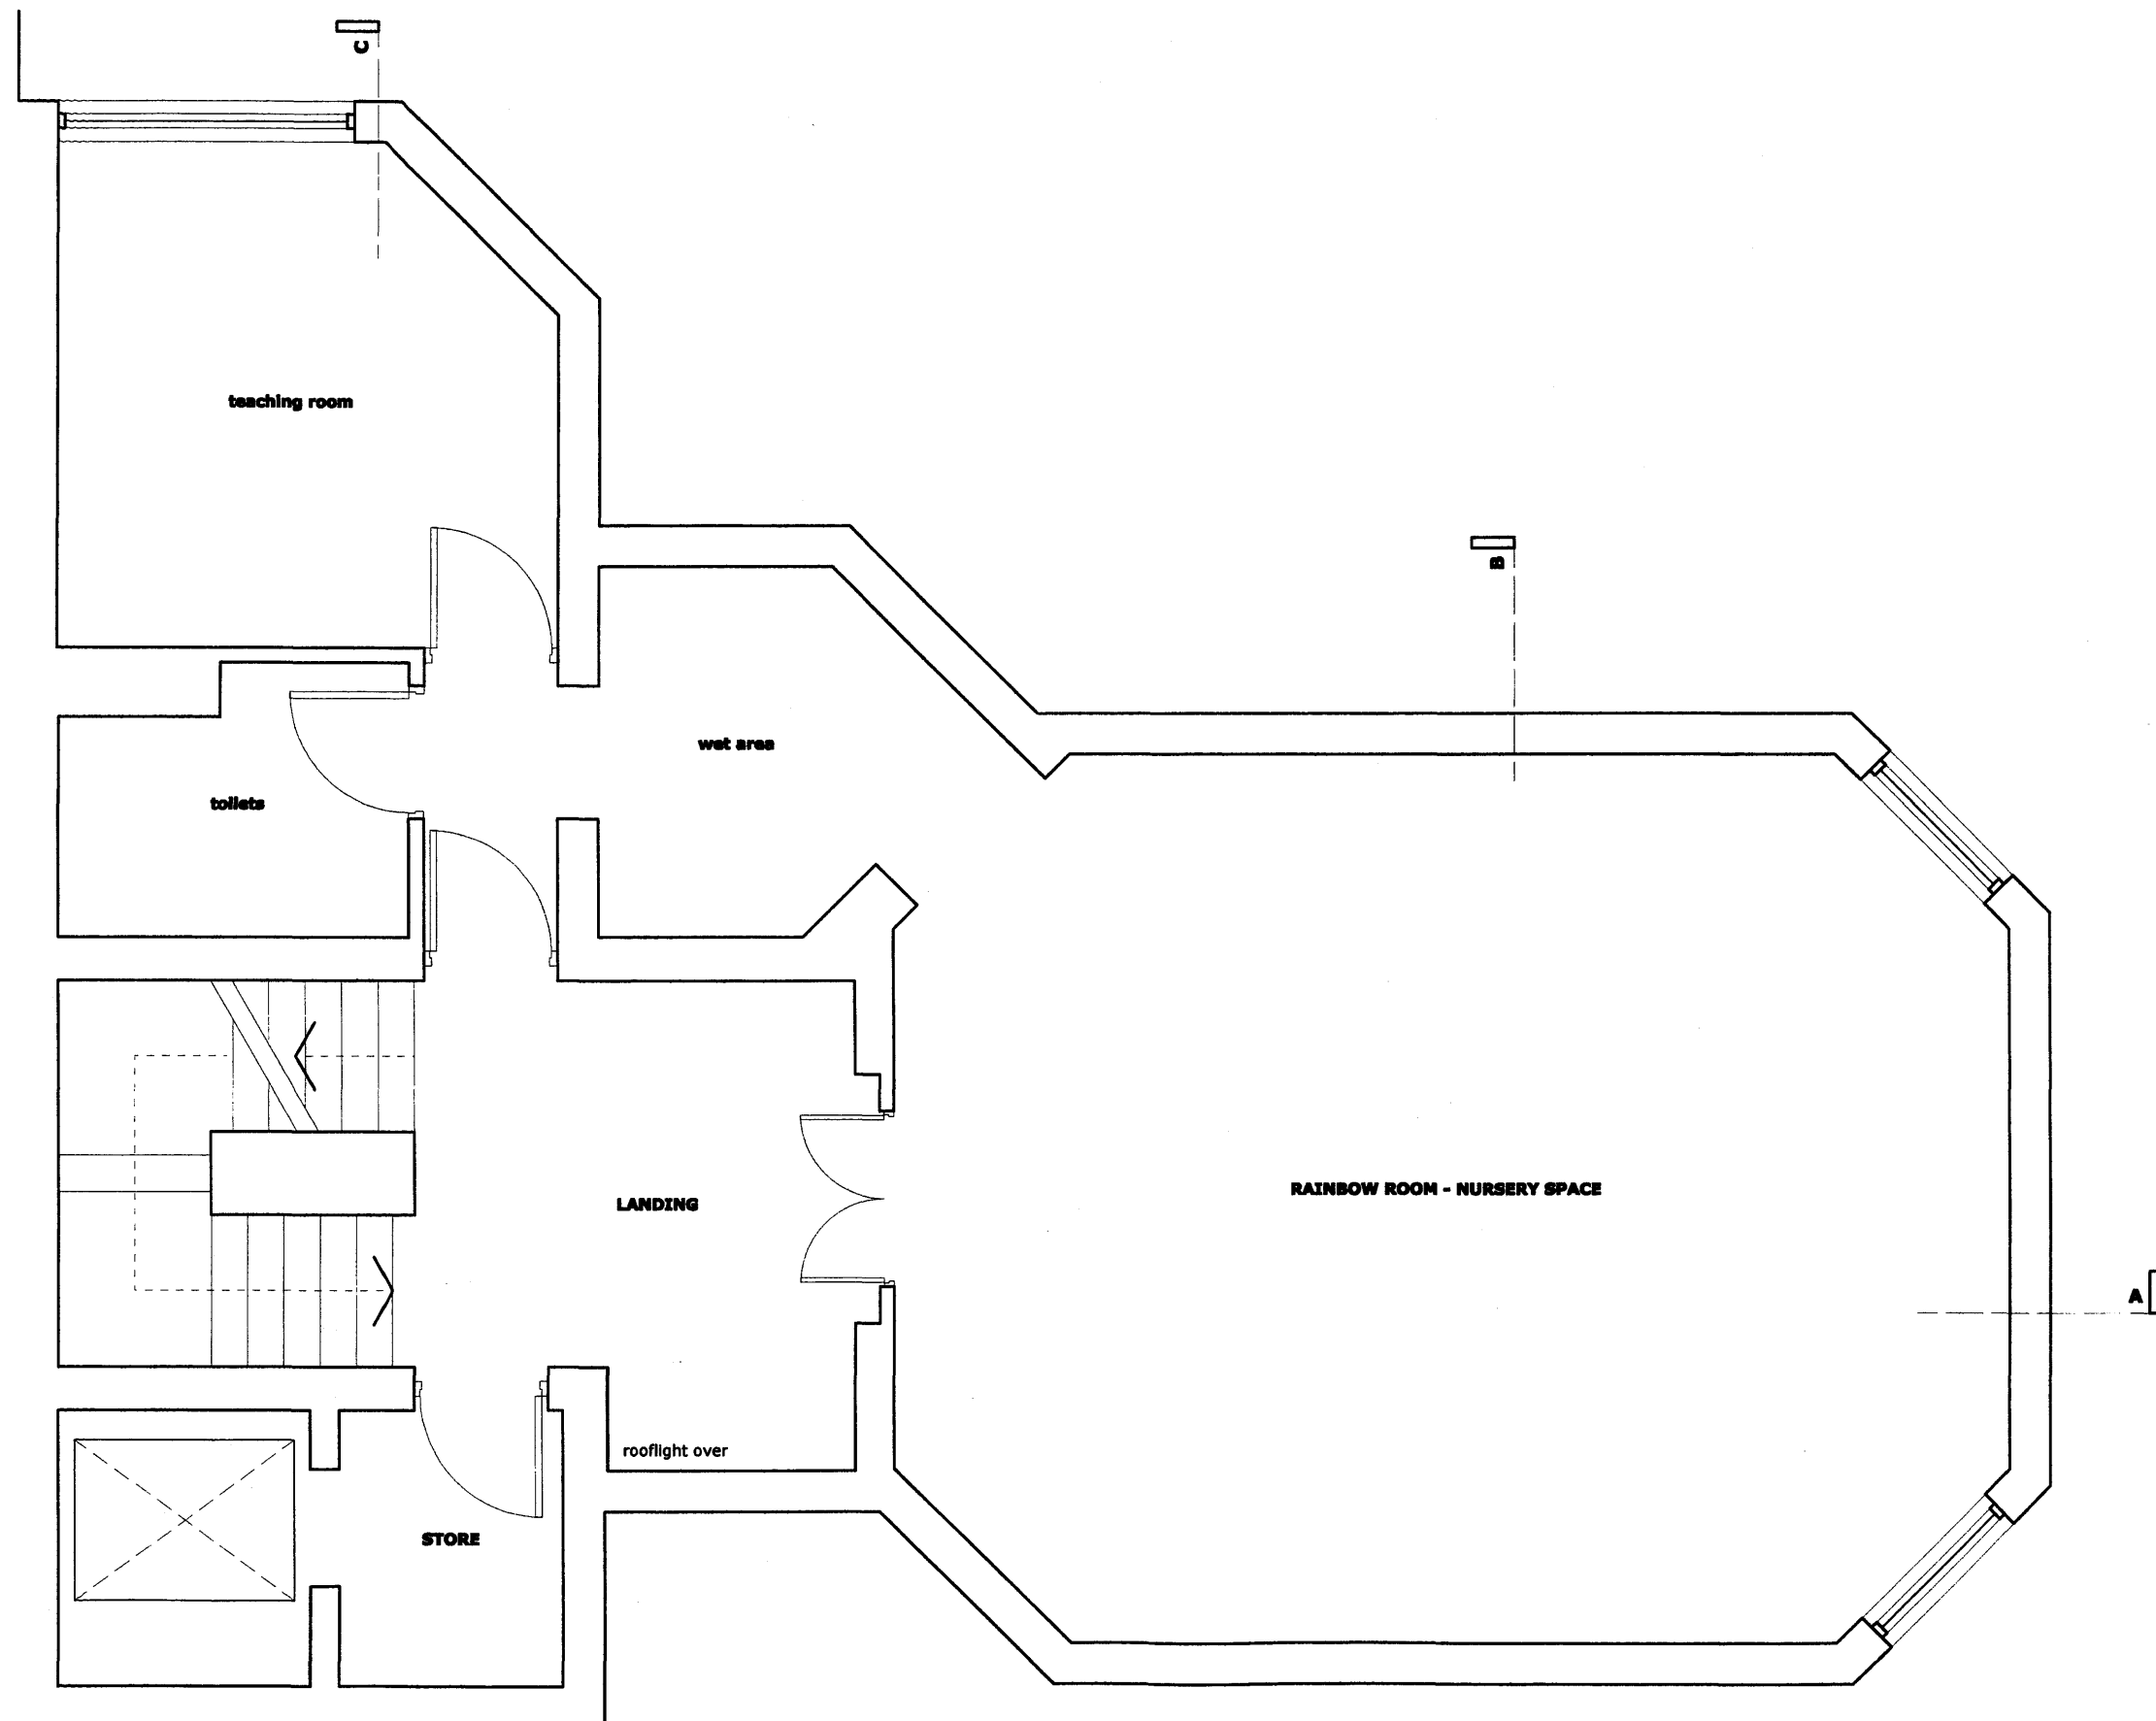 C
teaching room
B
wet area
toilets
RAINBOW ROOM - NURSERY SPACE
LANDING
A
rooflight over
STORE